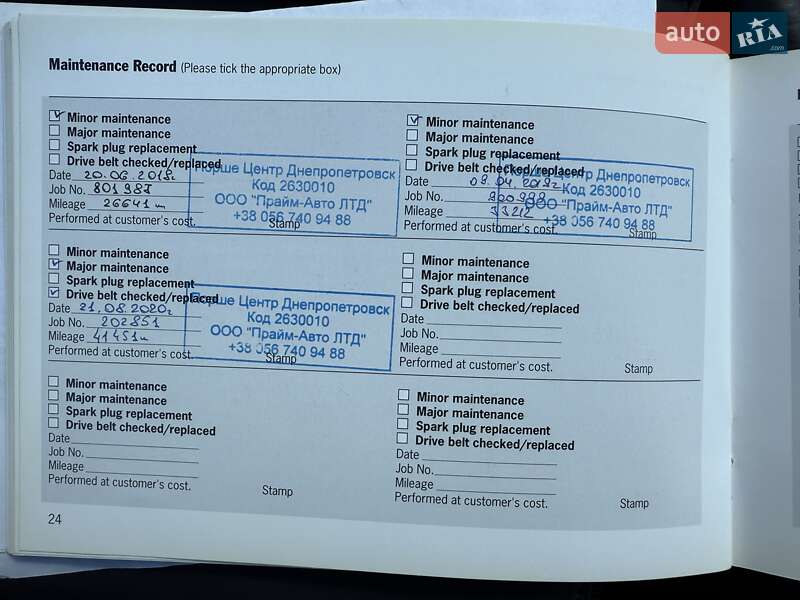 auto RIA .com
Maintenance Record (Please tick the appropriate box)
Minor maintenance
Major maintenance
Spark plug replacement
Drive belt checked/replaced
Date 20.06.2018г
Job No. 801987
Mileage 26641
Performed at customer's cost.
Stamp
Порше Центр Днепропетровск
Код 2630010
ООО "Прайм-Авто ЛТД"
+38 056 740 94 88
Minor maintenance
Major maintenance
Spark plug replacement
Drive belt checked/replaced
Date
Job No.
Mileage 33212
Performed at customer's cost.
Stamp
Порше Центр Днепропетровск
Код 2630010
ООО "Прайм-Авто ЛТД"
+38 056 740 94 88
Minor maintenance
Major maintenance
Spark plug replacement
Drive belt checked/replaced
Date 21.08.2020г
Job No. 202851
Mileage 41451
Performed at customer's cost.
Stamp
Порше Центр Днепропетровск
Код 2630010
ООО "Прайм-Авто ЛТД"
+38 056 740 94 88
Minor maintenance
Major maintenance
Spark plug replacement
Drive belt checked/replaced
Date
Job No.
Mileage
Performed at customer's cost.
Stamp
Minor maintenance
Major maintenance
Spark plug replacement
Drive belt checked/replaced
Date
Job No.
Mileage
Performed at customer's cost.
Stamp
Minor maintenance
Major maintenance
Spark plug replacement
Drive belt checked/replaced
Date
Job No.
Mileage
Performed at customer's cost.
Stamp
24